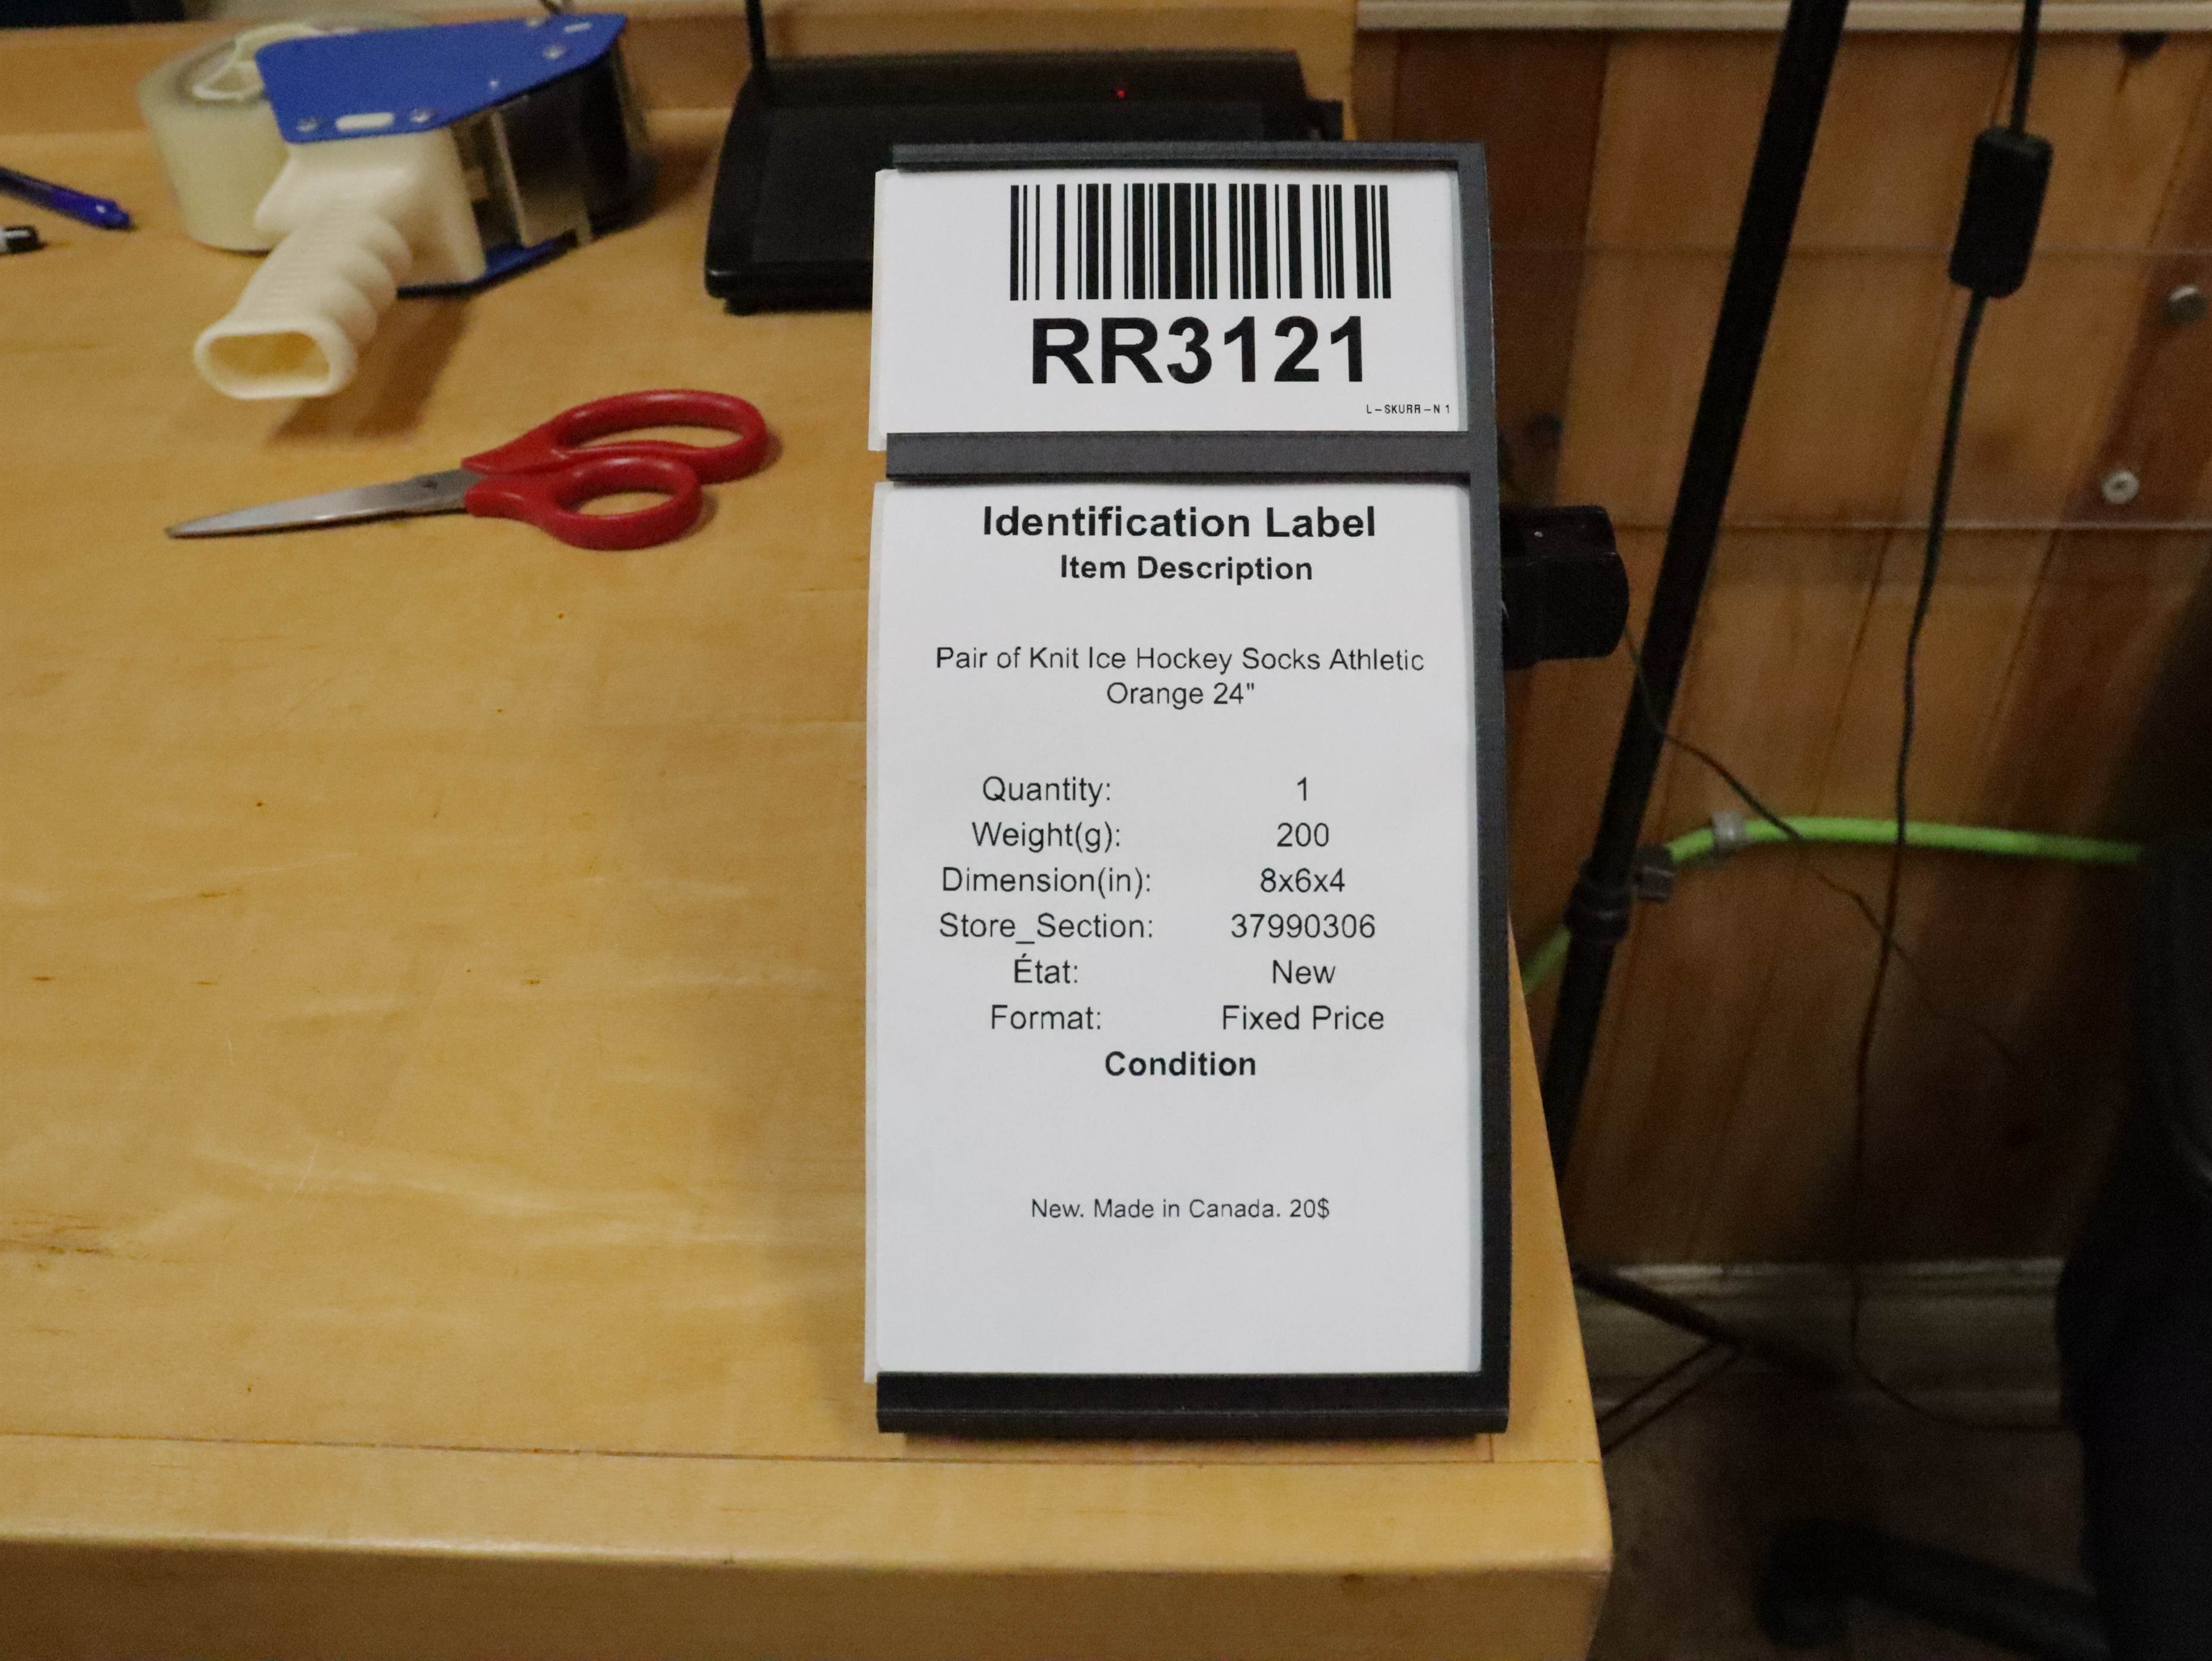 RR3121
L-SKURR-N 1
Identification Label
Item Description
Pair of Knit Ice Hockey Socks Athletic
Orange 24"
Quantity: 1
Weight(g): 200
Dimension(in): 8x6x4
Store_Section: 37990306
État: New
Format: Fixed Price
Condition
New. Made in Canada. 20$